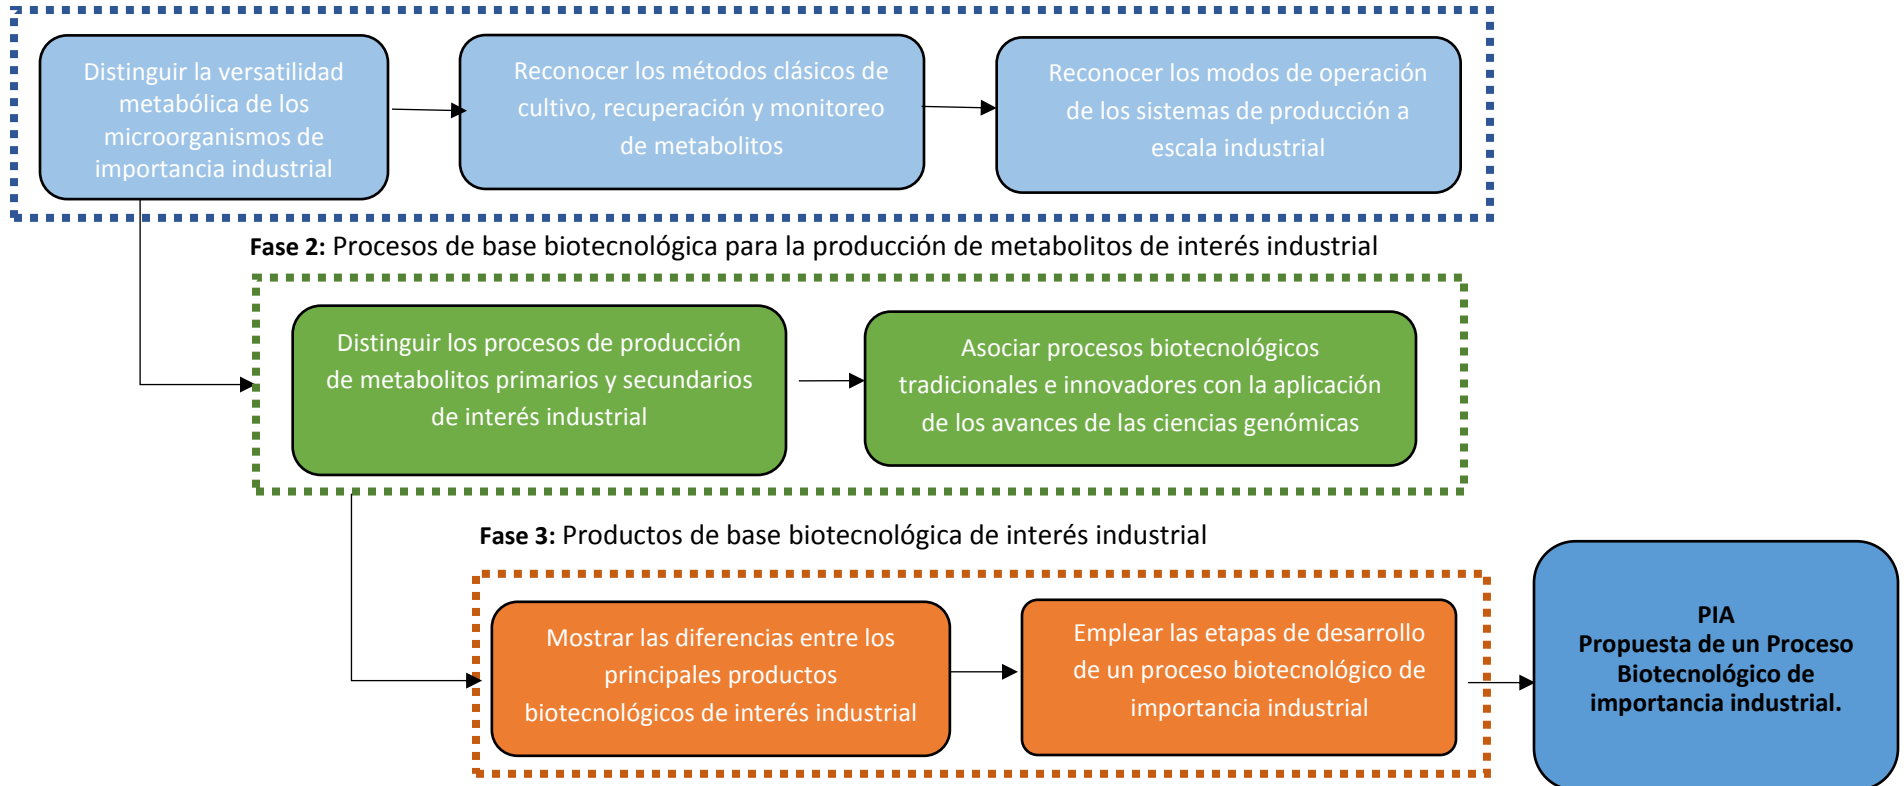 Distinguir la versatilidad
metabólica de los
microorganismos de
importancia industrial
Reconocer los métodos clásicos de
cultivo, recuperación y monitoreo
de metabolitos
Reconocer los modos de operación
de los sistemas de producción a
escala industrial
Fase 2: Procesos de base biotecnológica para la producción de metabolitos de interés industrial
Distinguir los procesos de producción
de metabolitos primarios y secundarios
de interés industrial
Asociar procesos biotecnológicos
tradicionales e innovadores con la aplicación
de los avances de las ciencias genómicas
Fase 3: Productos de base biotecnológica de interés industrial
Mostrar las diferencias entre los
principales productos
biotecnológicos de interés industrial
Emplear las etapas de desarrollo
de un proceso biotecnológico de
importancia industrial
PIA
Propuesta de un Proceso
Biotecnológico de
importancia industrial.